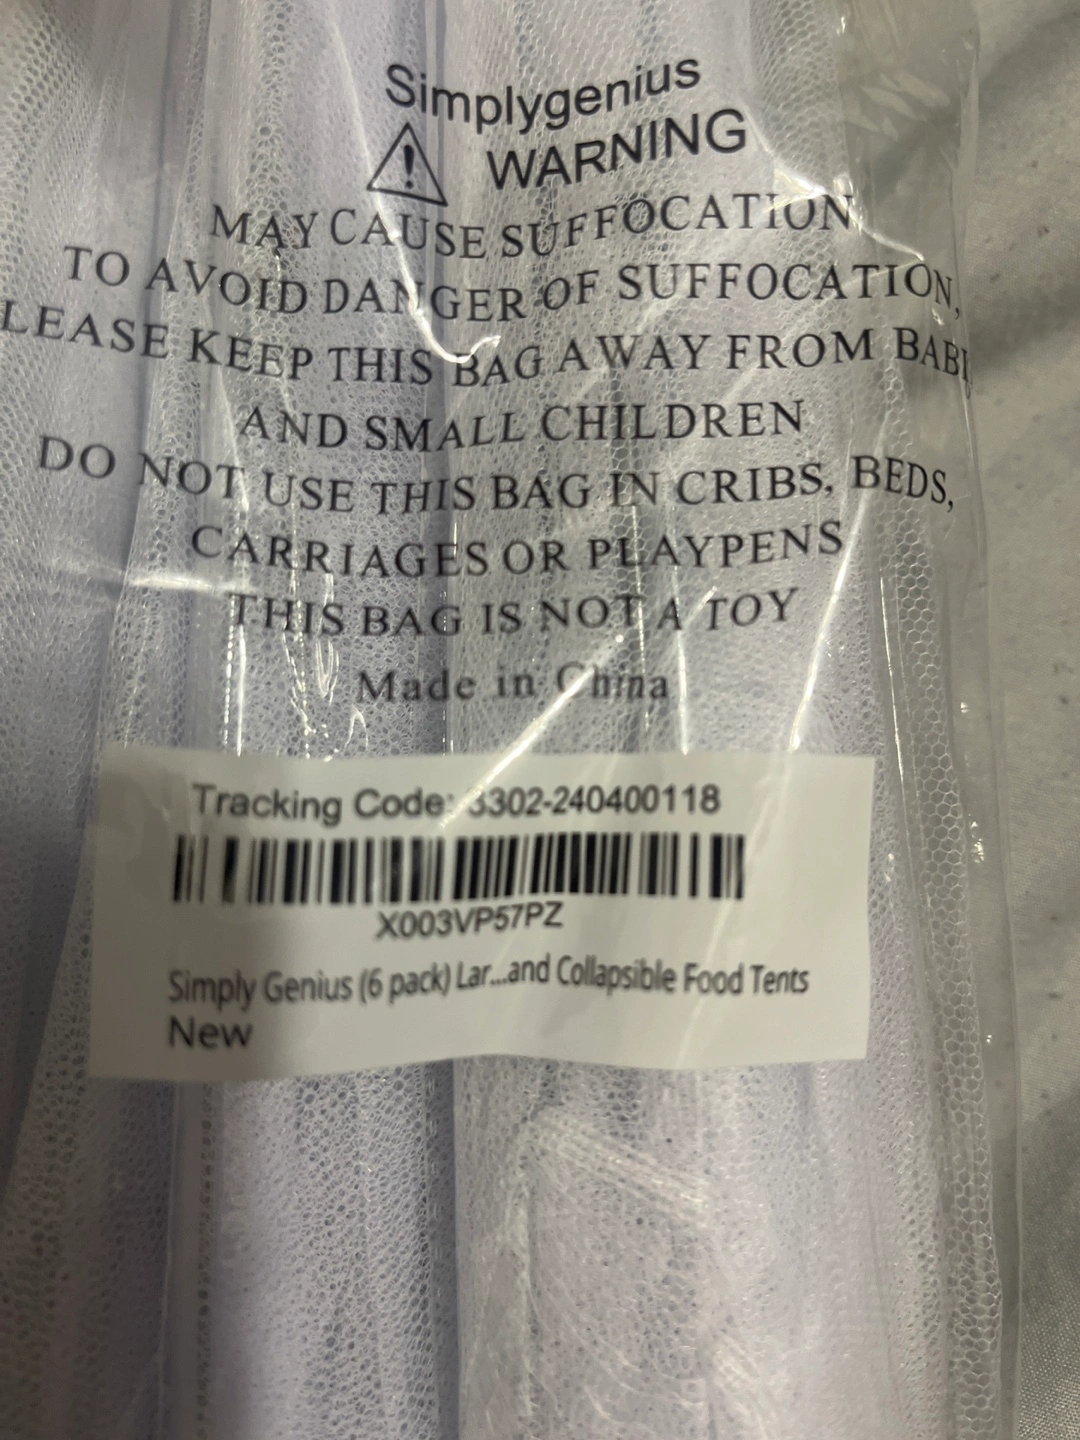 Simplygenius
WARNING
MAY CAUSE SUFFOCATION
TO AVOID DANGER OF SUFFOCATION,
LEASE KEEP THIS BAG AWAY FROM BABI
AND SMALL CHILDREN
DO NOT USE THIS BAG IN CRIBS, BEDS,
CARRIAGES OR PLAYPENS
THIS BAG IS NOT A TOY
Made in China
Tracking Code: 3302-240400118
X003VP57PZ
Simply Genius (6 pack) Lar...and Collapsible Food Tents
New